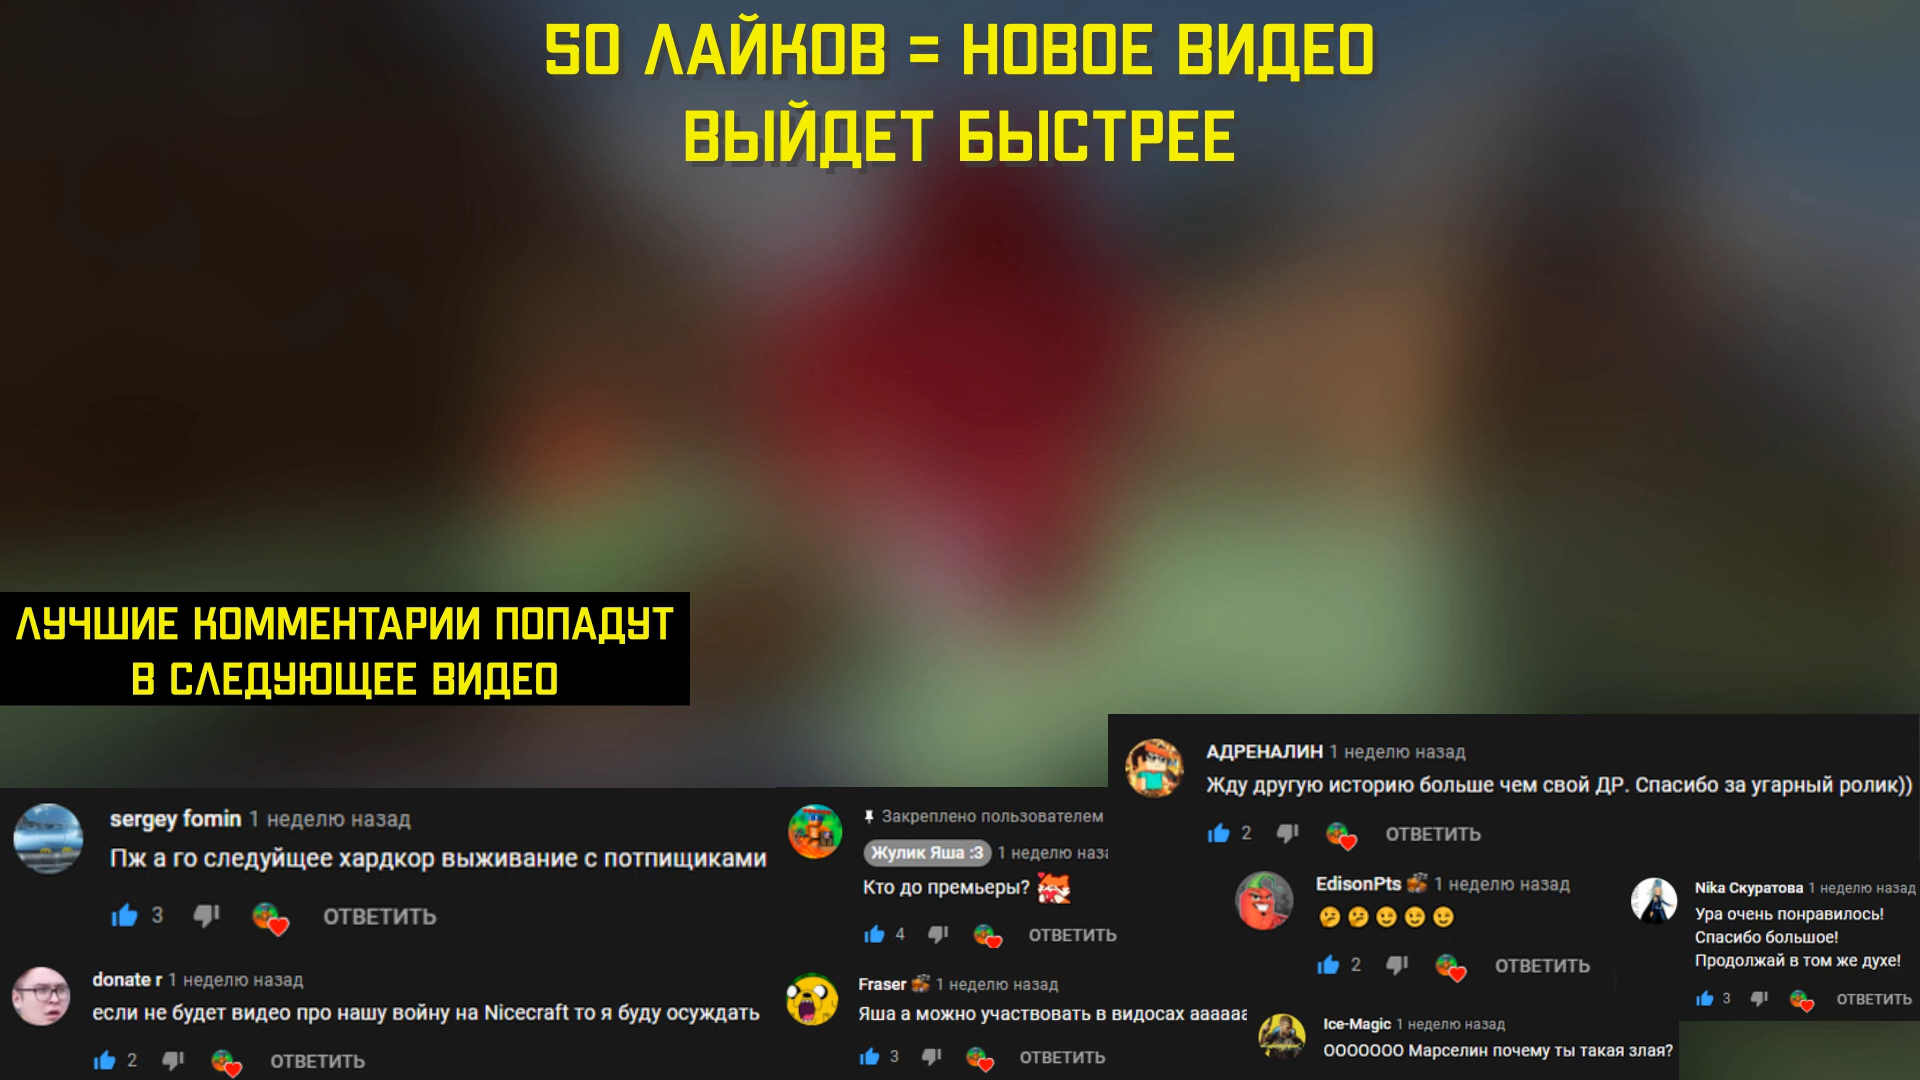 50 ЛАЙКОВ = НОВОЕ ВИДЕО
ВЫЙДЕТ БЫСТРЕЕ
ЛУЧШИЕ КОММЕНТАРИИ ПОПАДУТ
В СЛЕДУЮЩЕЕ ВИДЕО
sergey fomin 1 неделю назад
Пж а го следуйщее хардкор выживание с потпищиками
3 ОТВЕТИТЬ
donate r 1 неделю назад
если не будет видео про нашу войну на Nicecraft то я буду осуждать
2 ОТВЕТИТЬ
Закреплено пользователем
Жулик Яша :3 1 неделю наза
Кто до премьеры?
4 ОТВЕТИТЬ
Fraser 1 неделю назад
Яша а можно участвовать в видосах аааааа
3 ОТВЕТИТЬ
АДРЕНАЛИН 1 неделю назад
Жду другую историю больше чем свой ДР. Спасибо за угарный ролик))
2 ОТВЕТИТЬ
EdisonPts 1 неделю назад
🤔🤔😉😉😉
2 ОТВЕТИТЬ
Nika Скуратова 1 неделю назад
Ура очень понравилось!
Спасибо большое!
Продолжай в том же духе!
3 ОТВЕТИТЬ
Ice-Magic 1 неделю назад
ООООООО Марселин почему ты такая злая?